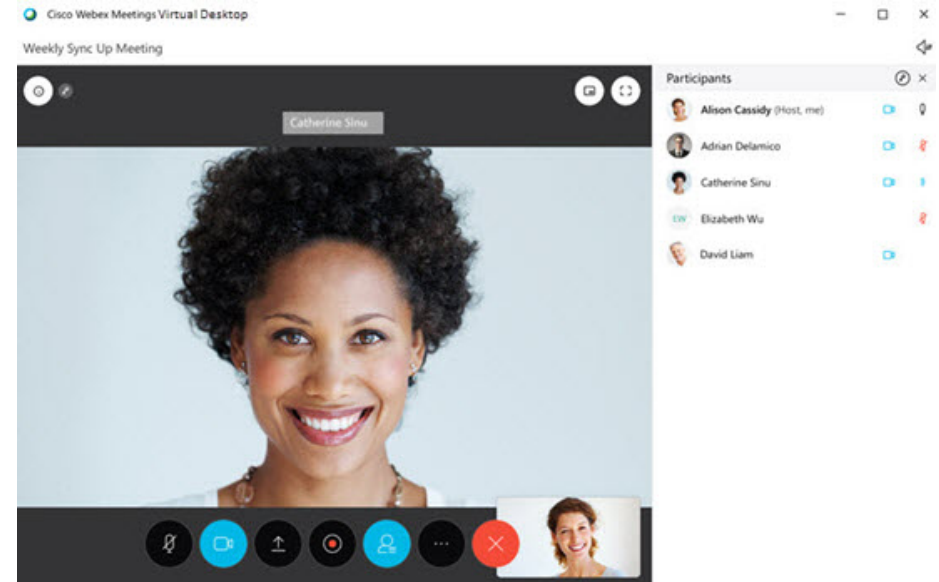 Cisco Webex Meetings Virtual Desktop
Weekly Sync Up Meeting
Catherine Sinu
Participants
Alison Cassidy (Host, me)
Adrian Delamico
Catherine Sinu
EW Elizabeth Wu
David Liam